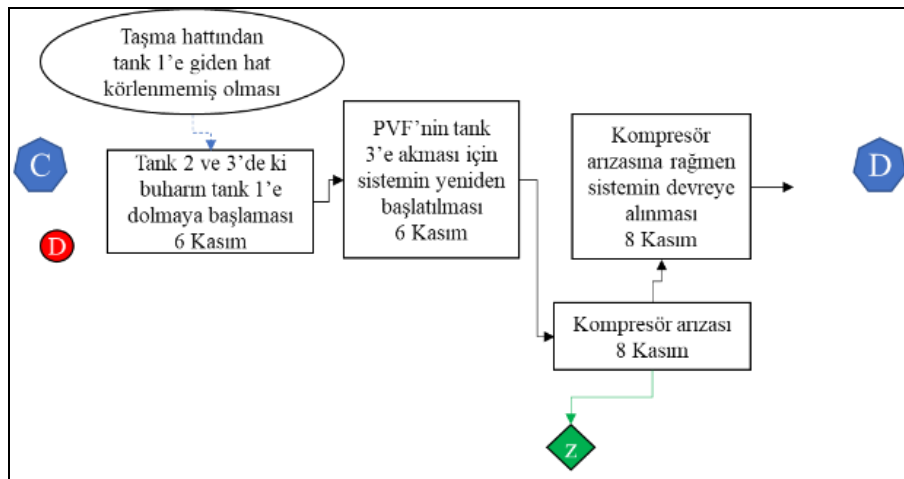 Taşma hattından
tank 1’e giden hat
körlenmemiş olması
C
Tank 2 ve 3’de ki
buharın tank 1’e
dolmaya başlaması
6 Kasım
D
PVF’nin tank
3’e akması için
sistemin yeniden
başlatılması
6 Kasım
Kompresör
arızasına rağmen
sistemin devreye
alınması
8 Kasım
D
Kompresör arızası
8 Kasım
z